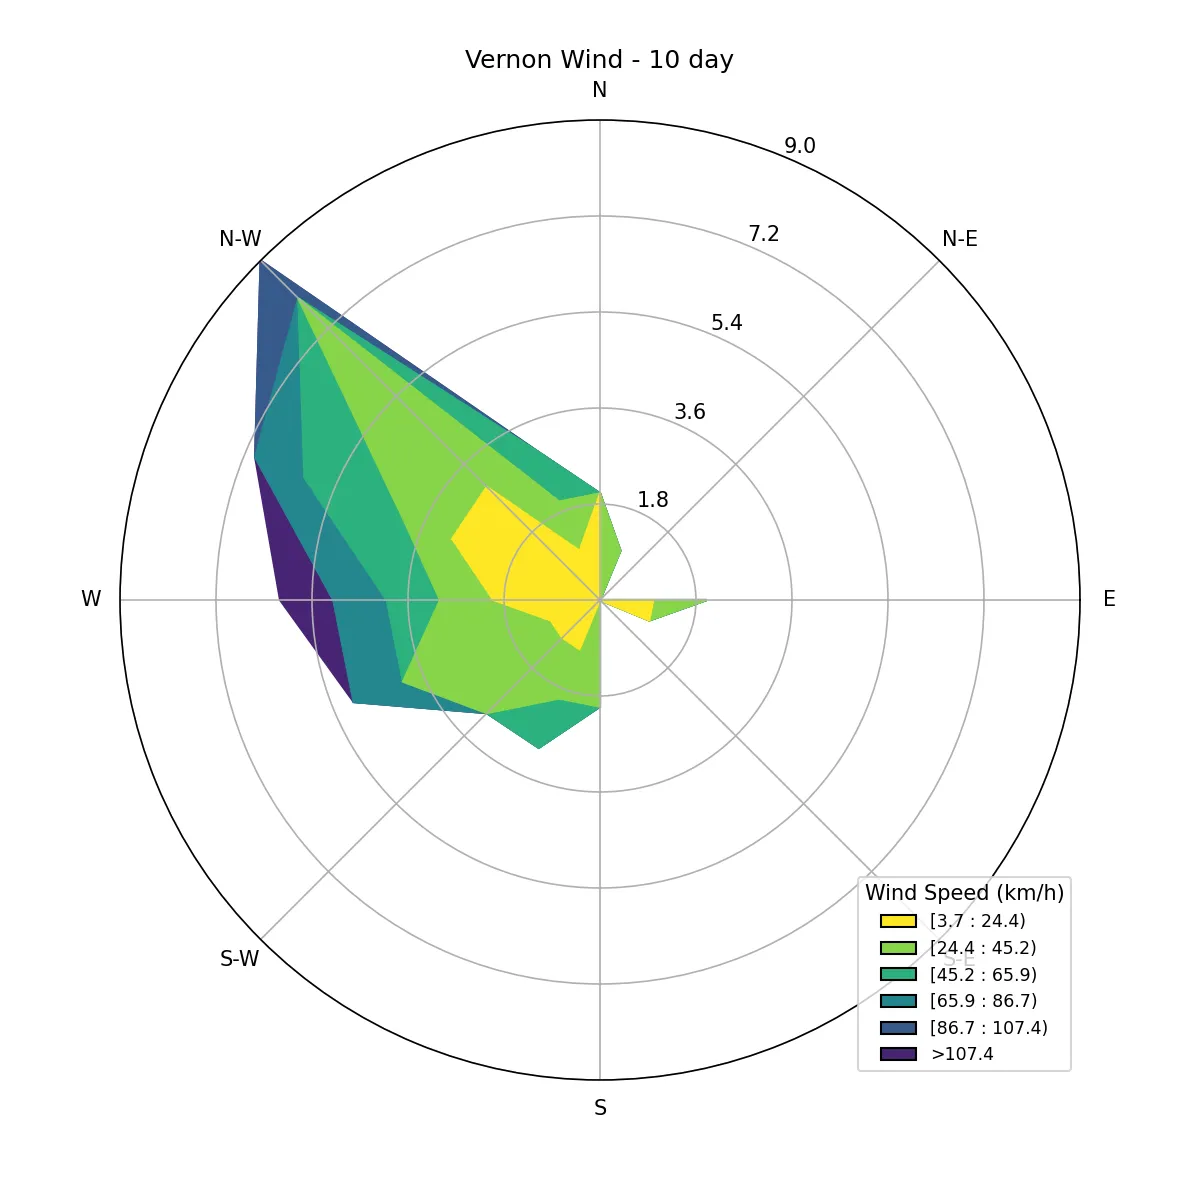 Vernon Wind - 10 day
N
9.0
N-W
N-E
7.2
5.4
3.6
1.8
W
E
S-W
S-E
S
Wind Speed (km/h)
[3.7 : 24.4)
[24.4 : 45.2)
[45.2 : 65.9)
[65.9 : 86.7)
[86.7 : 107.4)
>107.4